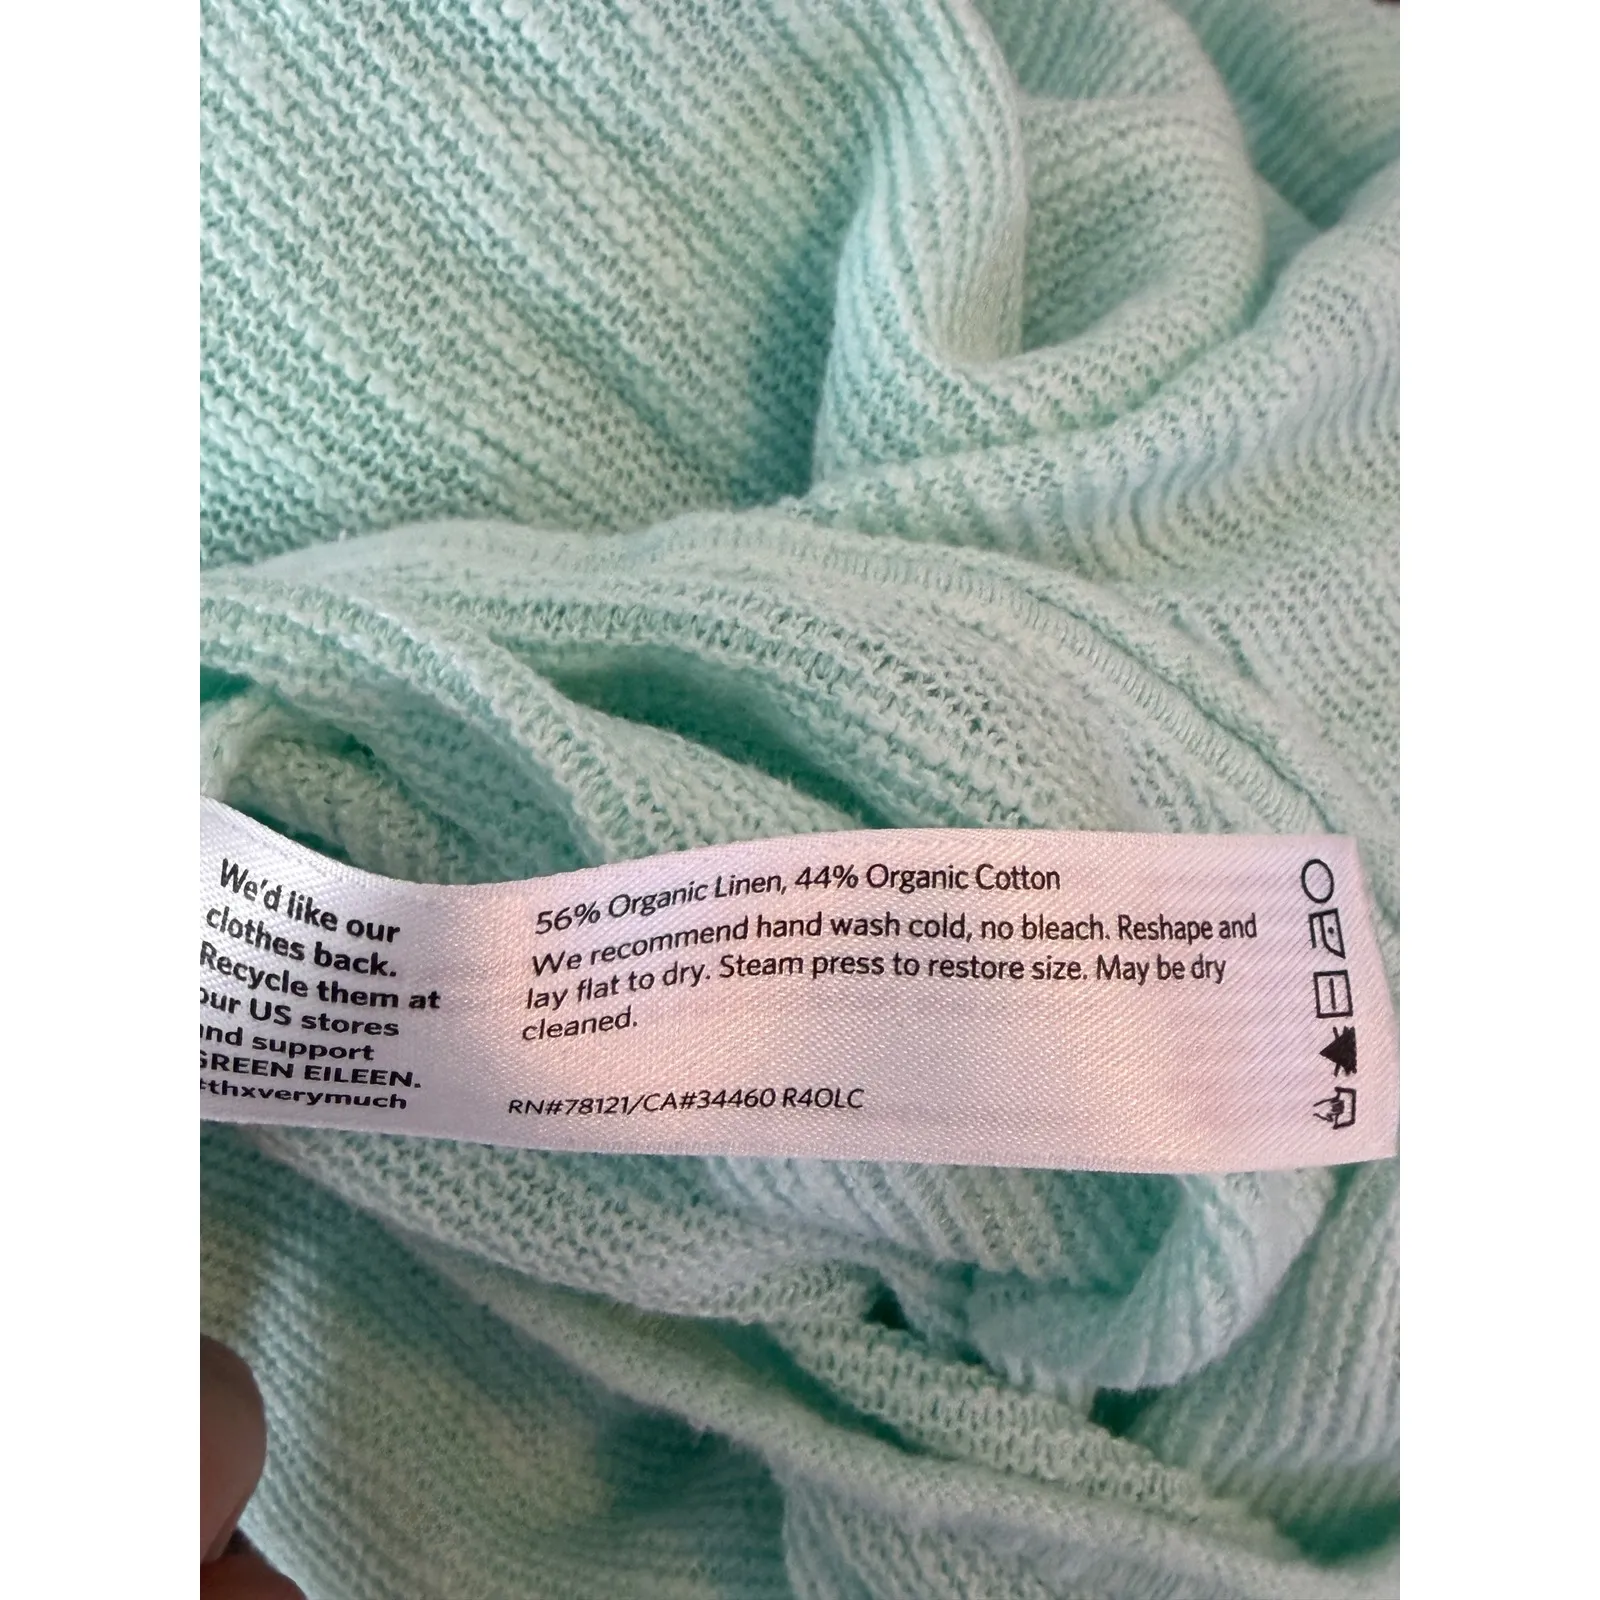 We'd like our
clothes back.
Recycle them at
our US stores
and support
GREEN EILEEN.
#thxverymuch
56% Organic Linen, 44% Organic Cotton
We recommend hand wash cold, no bleach. Reshape and
lay flat to dry. Steam press to restore size. May be dry
cleaned.
RN#78121/CA#34460 R4OLC